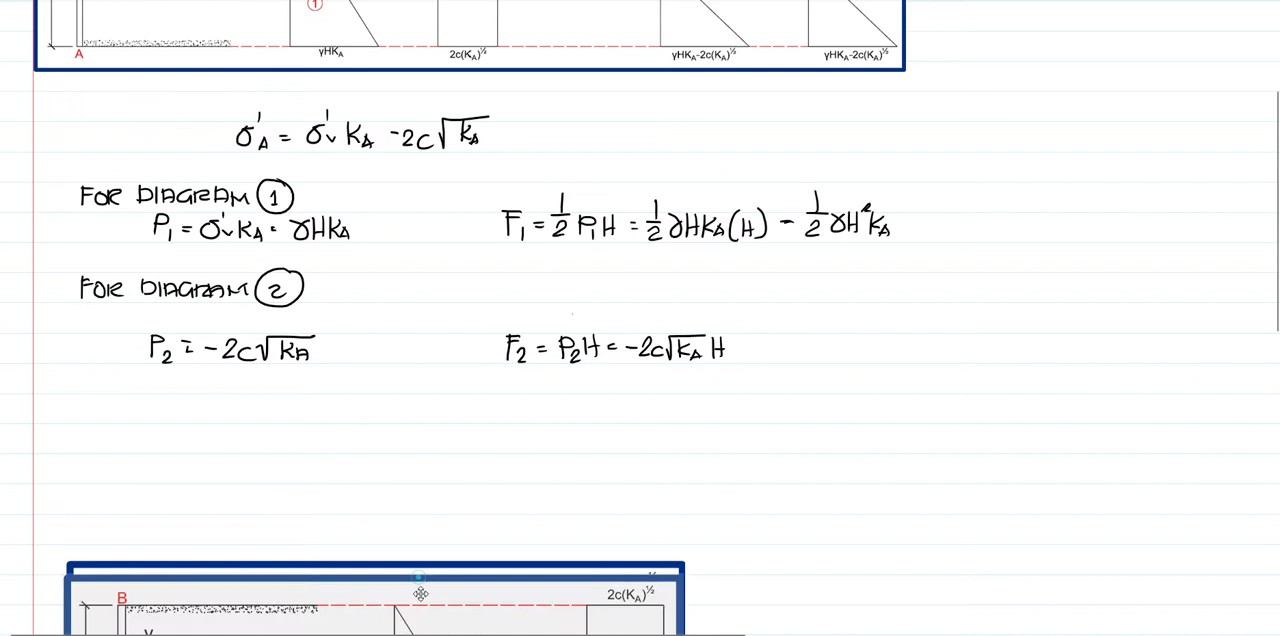 1
A
γHK_A
2c(K_A)^½
γHK_A-2c(K_A)^½
γHK_A-2c(K_A)^½
σ'_A = σ'_v K_A -2c√K_A
FOR DIAGRAM 1
P_1 = σ'_v K_A = γHK_A
F_1 = 1/2 P_1 H = 1/2 γHK_A (H) - 1/2 γH²K_A
FOR DIAGRAM 2
P_2 = -2c√K_A
F_2 = P_2 H = -2c√K_A H
B
2c(K_A)^½